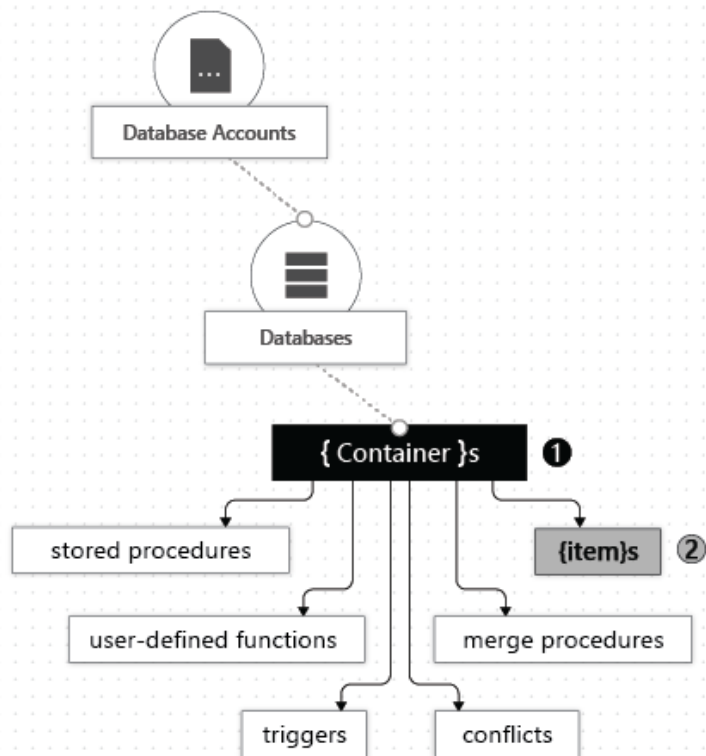 ...
Database Accounts
Databases
{ Container }s 1
stored procedures
{item}s 2
user-defined functions
merge procedures
triggers
conflicts